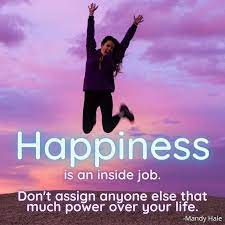 Happiness
is an inside job.
Don't assign anyone else that
much power over your life.
-Mandy Hale